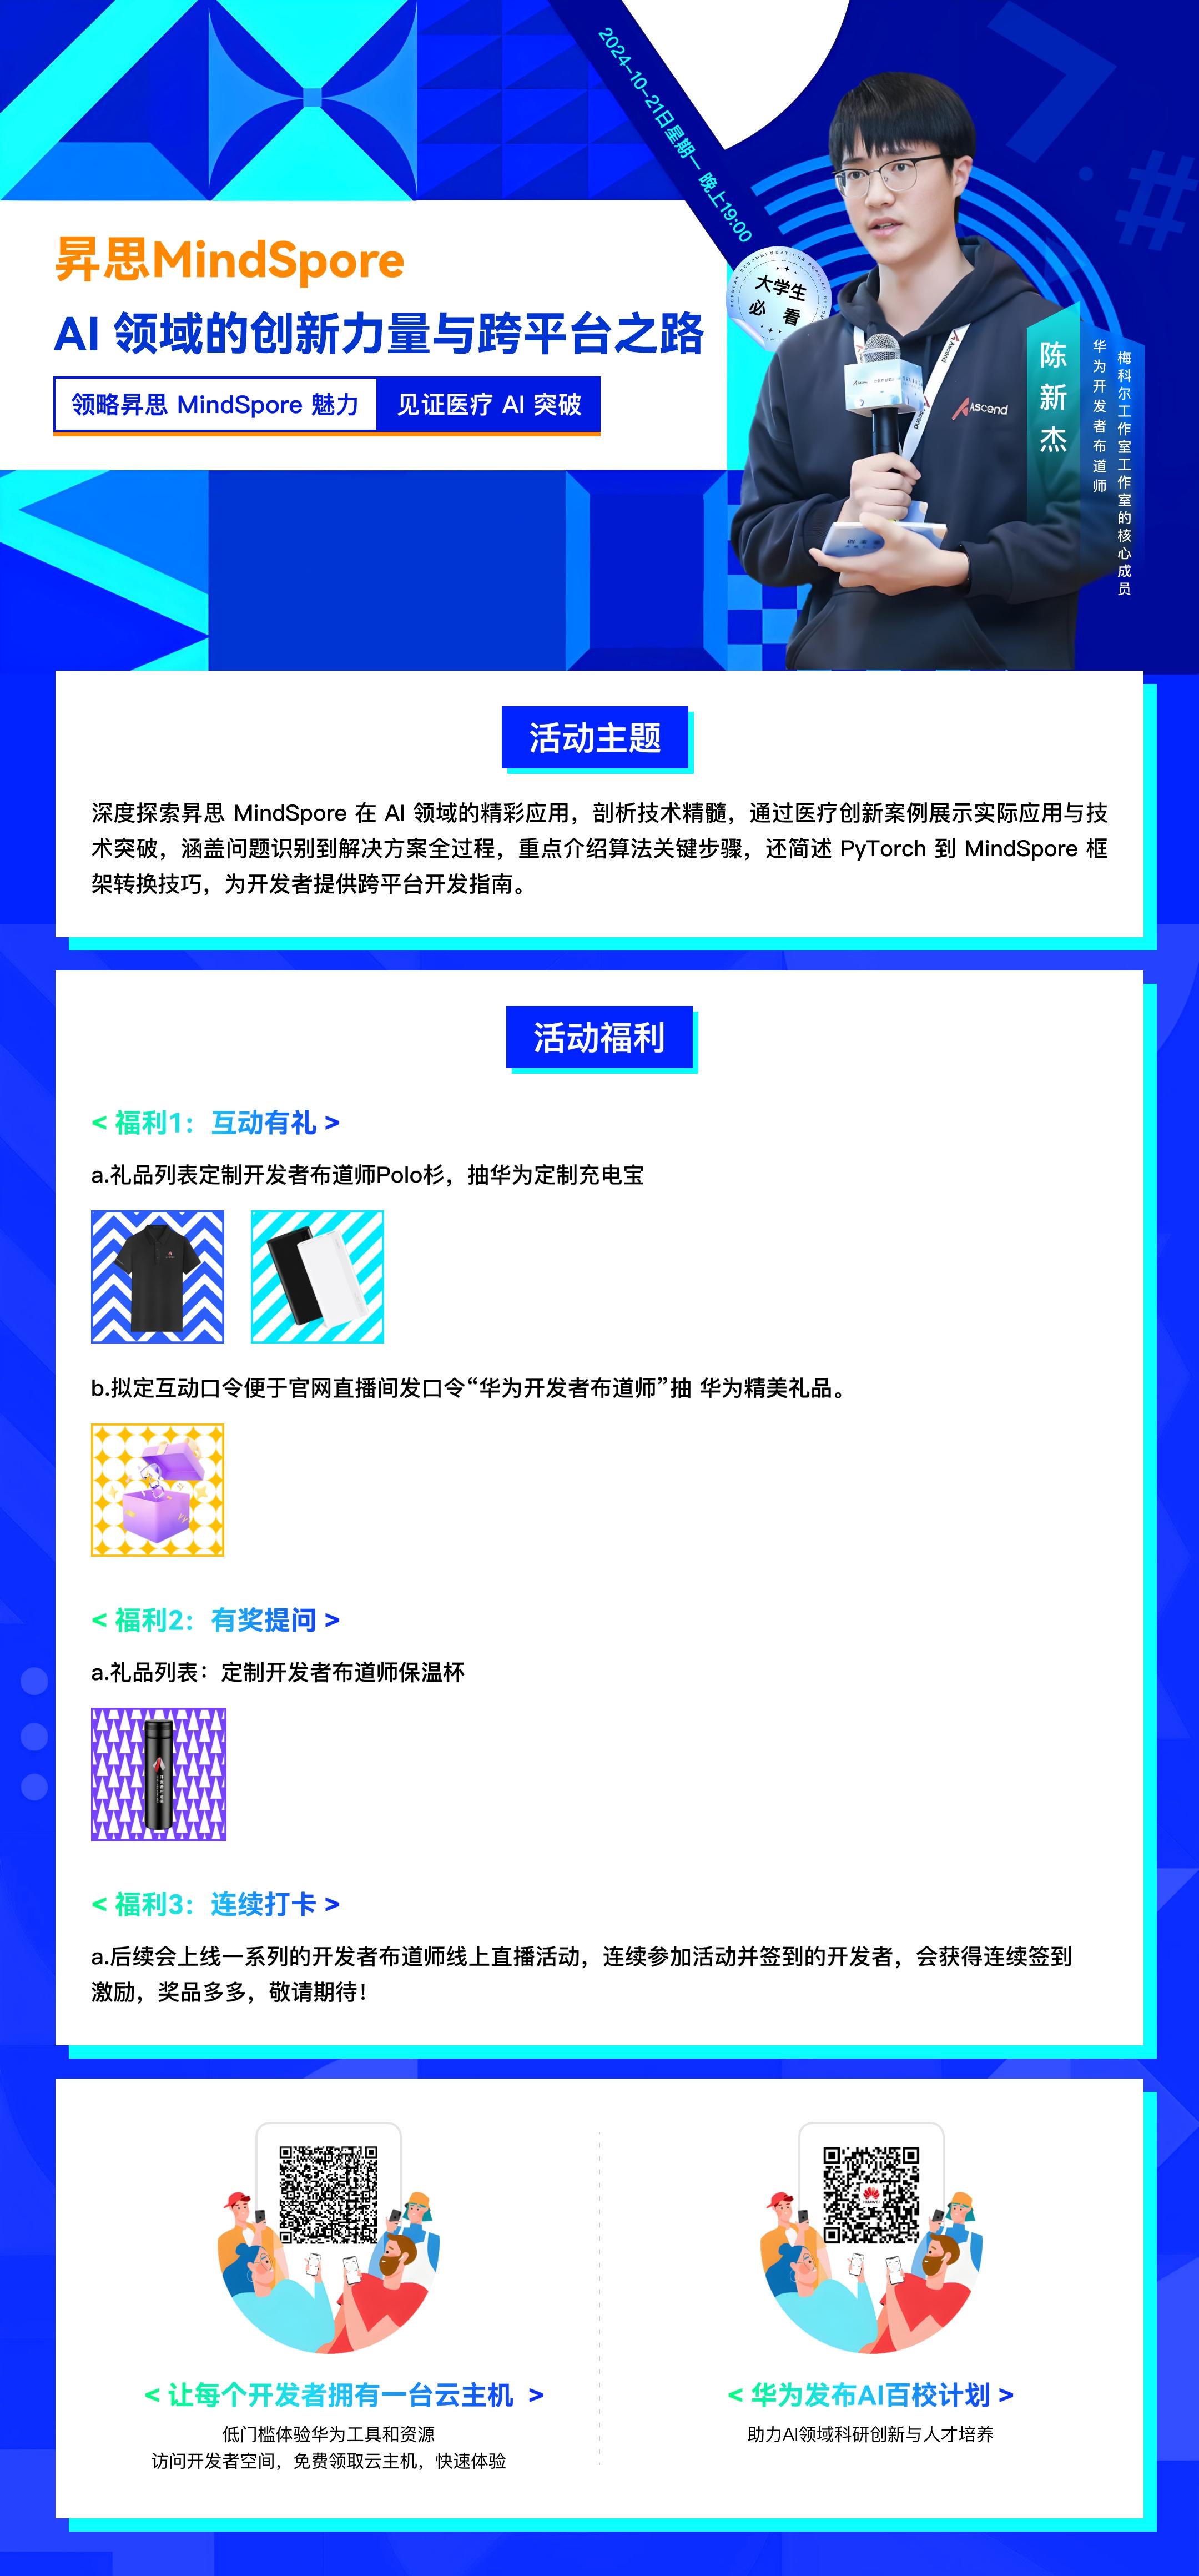 2024-10-21日星期一 晚上19:00
昇思MindSpore
AI 领域的创新力量与跨平台之路
领略昇思 MindSpore 魅力
见证医疗 AI 突破
大学生
必 看
Ascend
Ascend
陈新杰
华为开发者布道师
梅科尔工作室工作室的核心成员
活动主题
深度探索昇思 MindSpore 在 AI 领域的精彩应用，剖析技术精髓，通过医疗创新案例展示实际应用与技
术突破，涵盖问题识别到解决方案全过程，重点介绍算法关键步骤，还简述 PyTorch 到 MindSpore 框
架转换技巧，为开发者提供跨平台开发指南。
活动福利
< 福利1：互动有礼 >
a.礼品列表定制开发者布道师Polo杉，抽华为定制充电宝
b.拟定互动口令便于官网直播间发口令“华为开发者布道师”抽 华为精美礼品。
< 福利2：有奖提问 >
a.礼品列表：定制开发者布道师保温杯
< 福利3：连续打卡 >
a.后续会上线一系列的开发者布道师线上直播活动，连续参加活动并签到的开发者，会获得连续签到
激励，奖品多多，敬请期待！
HUAWEI
< 让每个开发者拥有一台云主机 >
低门槛体验华为工具和资源
访问开发者空间，免费领取云主机，快速体验
< 华为发布AI百校计划 >
助力AI领域科研创新与人才培养